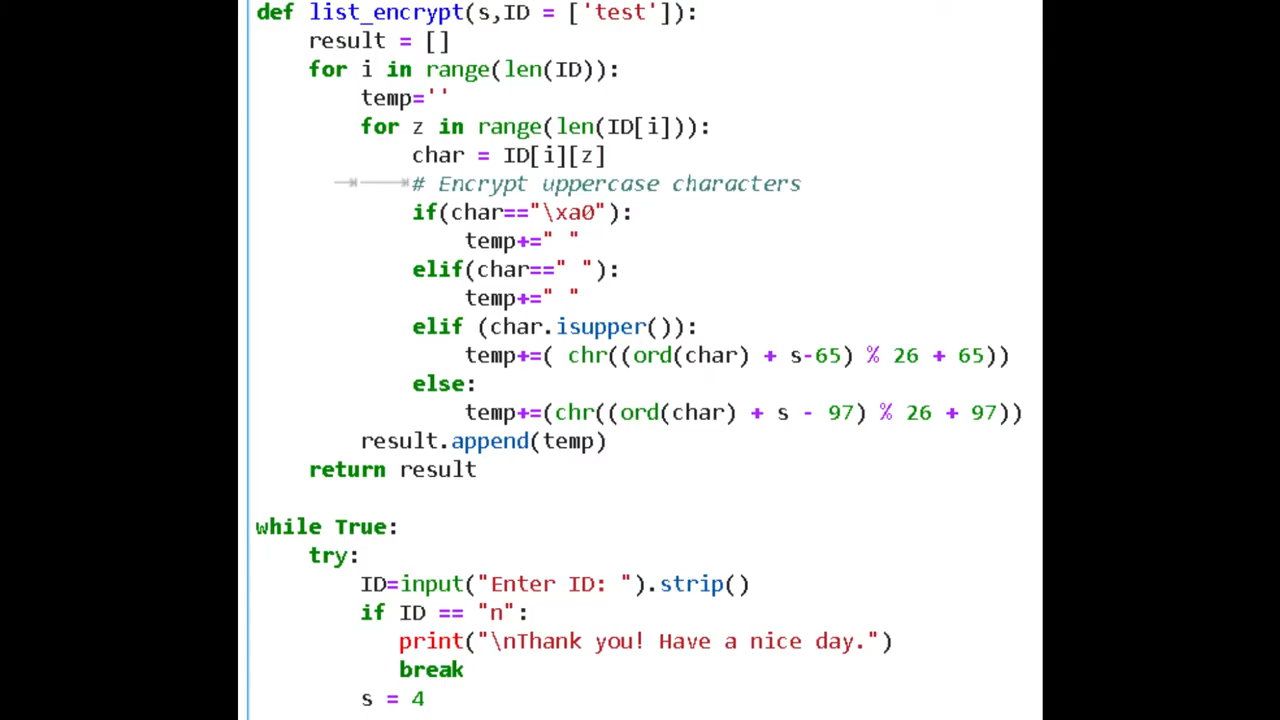 def list_encrypt(s,ID = ['test']):
    result = []
    for i in range(len(ID)):
        temp=''
        for z in range(len(ID[i])):
            char = ID[i][z]
            # Encrypt uppercase characters
            if(char=="\xa0"):
                temp+=" "
            elif(char==" "):
                temp+=" "
            elif (char.isupper()):
                temp+=( chr((ord(char) + s-65) % 26 + 65))
            else:
                temp+=(chr((ord(char) + s - 97) % 26 + 97))
        result.append(temp)
    return result

while True:
    try:
        ID=input("Enter ID: ").strip()
        if ID == "n":
           print("\nThank you! Have a nice day.")
           break
        s = 4